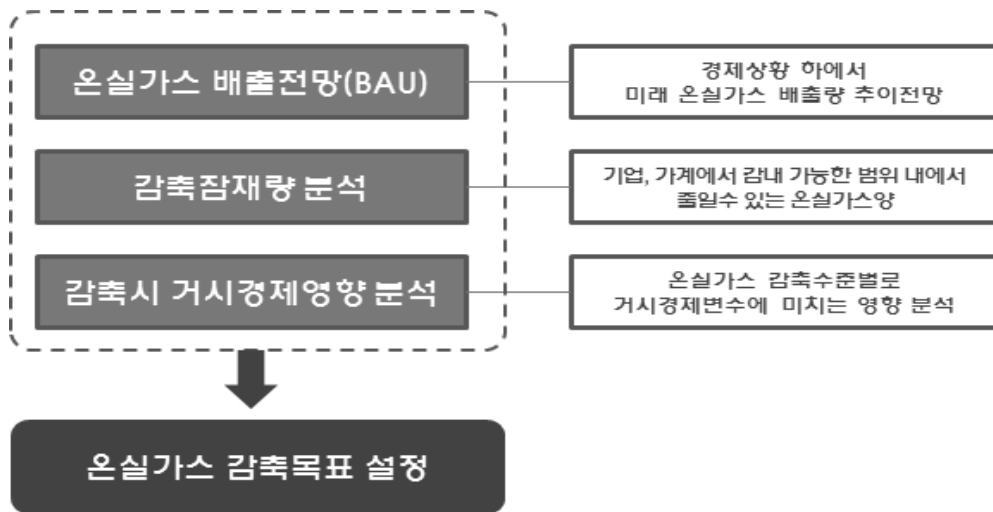 온실가스 배출전망(BAU)
경제상황 하에서
미래 온실가스 배출량 추이전망
감축잠재량 분석
기업, 가계에서 감내 가능한 범위 내에서
줄일수 있는 온실가스양
감축시 거시경제영향 분석
온실가스 감축수준별로
거시경제변수에 미치는 영향 분석
온실가스 감축목표 설정